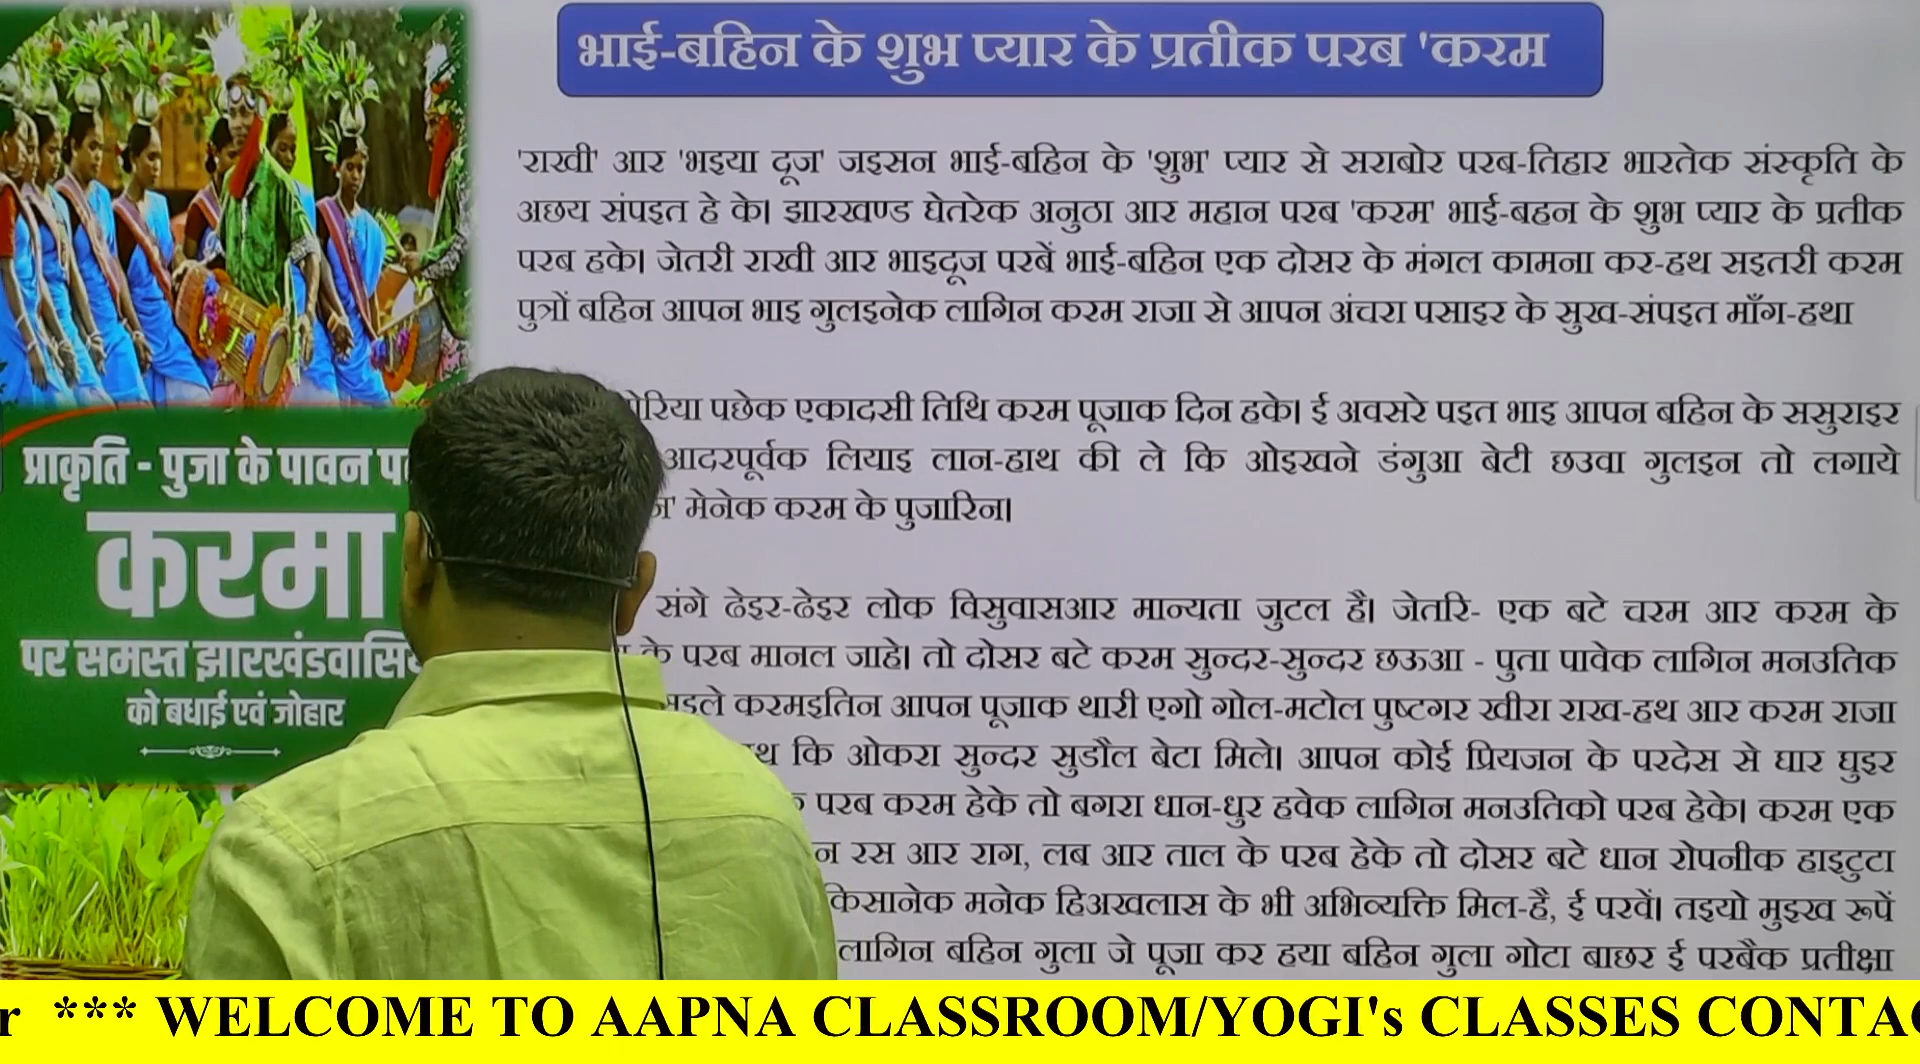 भाई-बहिन के शुभ प्यार के प्रतीक परब 'करम
'राखी' आर 'भइया दूज' जइसन भाई-बहिन के 'शुभ' प्यार से सराबोर परब-तिहार भारतेक संस्कृति के
अछय संपइत हे के। झारखण्ड घेतरेक अनुठा आर महान परब 'करम' भाई-बहन के शुभ प्यार के प्रतीक
परब हके। जेतरी राखी आर भाइदूज परबें भाई-बहिन एक दोसर के मंगल कामना कर-हथ सइतरी करम
पुत्रों बहिन आपन भाइ गुलइनेक लागिन करम राजा से आपन अंचरा पसाइर के सुख-संपइत माँग-हथा
पछेक एकादसी तिथि करम पूजाक दिन हके। ई अवसरे पइत भाइ आपन बहिन के ससुराइर
आदरपूर्वक लियाइ लान-हाथ की ले कि ओइखने डंगुआ बेटी छउवा गुलइन तो लगाये
मेनेक करम के पुजारिन।
संगे ढेइर-ढेइर लोक विसुवासआर मान्यता जुटल है। जेतरि- एक बटे चरम आर करम के
के परब मानल जाहे। तो दोसर बटे करम सुन्दर-सुन्दर छऊआ - पुता पावेक लागिन मनउतिक
करमइतिन आपन पूजाक थारी एगो गोल-मटोल पुष्टगर खीरा राख-हथ आर करम राजा
कि ओकरा सुन्दर सुडौल बेटा मिले। आपन कोई प्रियजन के परदेस से घार घुइर
परब करम हेके तो बगरा धान-धुर हवेक लागिन मनउतिको परब हेके। करम एक
रस आर राग, लब आर ताल के परब हेके तो दोसर बटे धान रोपनीक हाइटुटा
किसानेक मनेक हिअखलास के भी अभिव्यक्ति मिल-है, ई परवें। तइयो मुइख रूपें
लागिन बहिन गुला जे पूजा कर हया बहिन गुला गोटा बाछर ई परबैक प्रतीक्षा
प्राकृति - पुजा के पावन
करमा
पर समस्त
को बधाई एवं जोहार
*** WELCOME TO AAPNA CLASSROOM/YOGI's CLASSES